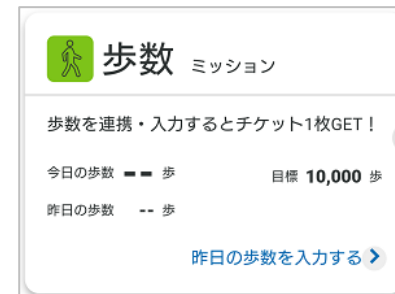 歩数 ミッション
歩数を連携・入力するとチケット1枚GET！
今日の歩数 -- 歩 目標 10,000 歩
昨日の歩数 -- 歩
昨日の歩数を入力する